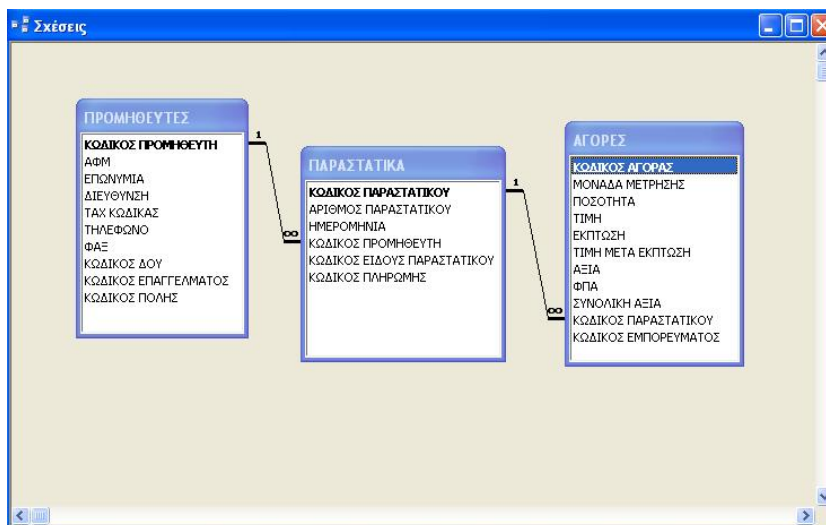 Σχέσεις
ΠΡΟΜΗΘΕΥΤΕΣ
ΚΩΔΙΚΟΣ ΠΡΟΜΗΘΕΥΤΗ
ΑΦΜ
ΕΠΩΝΥΜΙΑ
ΔΙΕΥΘΥΝΣΗ
ΤΑΧ ΚΩΔΙΚΑΣ
ΤΗΛΕΦΩΝΟ
ΦΑΞ
ΚΩΔΙΚΟΣ ΔΟΥ
ΚΩΔΙΚΟΣ ΕΠΑΓΓΕΛΜΑΤΟΣ
ΚΩΔΙΚΟΣ ΠΟΛΗΣ
1
∞
ΠΑΡΑΣΤΑΤΙΚΑ
ΚΩΔΙΚΟΣ ΠΑΡΑΣΤΑΤΙΚΟΥ
ΑΡΙΘΜΟΣ ΠΑΡΑΣΤΑΤΙΚΟΥ
ΗΜΕΡΟΜΗΝΙΑ
ΚΩΔΙΚΟΣ ΠΡΟΜΗΘΕΥΤΗ
ΚΩΔΙΚΟΣ ΕΙΔΟΥΣ ΠΑΡΑΣΤΑΤΙΚΟΥ
ΚΩΔΙΚΟΣ ΠΛΗΡΩΜΗΣ
1
∞
ΑΓΟΡΕΣ
ΚΩΔΙΚΟΣ ΑΓΟΡΑΣ
ΜΟΝΑΔΑ ΜΕΤΡΗΣΗΣ
ΠΟΣΟΤΗΤΑ
ΤΙΜΗ
ΕΚΠΤΩΣΗ
ΤΙΜΗ ΜΕΤΑ ΕΚΠΤΩΣΗ
ΑΞΙΑ
ΦΠΑ
ΣΥΝΟΛΙΚΗ ΑΞΙΑ
ΚΩΔΙΚΟΣ ΠΑΡΑΣΤΑΤΙΚΟΥ
ΚΩΔΙΚΟΣ ΕΜΠΟΡΕΥΜΑΤΟΣ